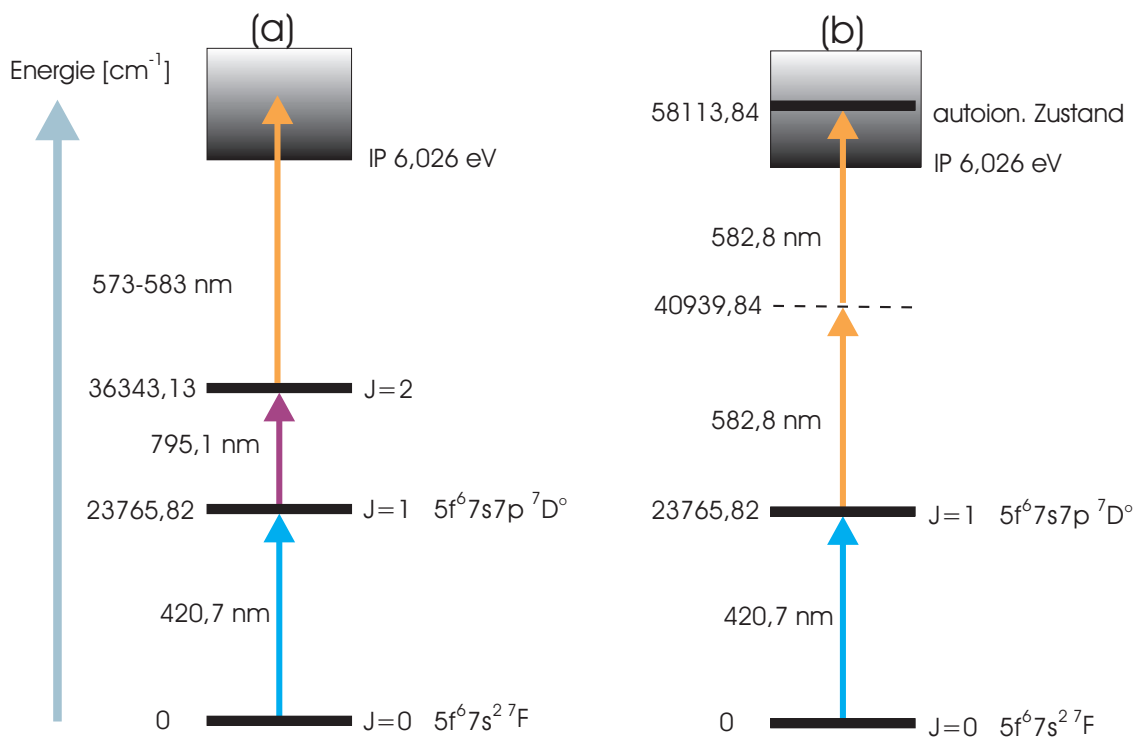 (a)
Energie [cm⁻¹]
IP 6,026 eV
573-583 nm
36343,13
J=2
795,1 nm
23765,82
J=1 5f⁶7s7p ⁷D°
420,7 nm
0
J=0 5f⁶7s² ⁷F
(b)
58113,84
autoion. Zustand
IP 6,026 eV
582,8 nm
40939,84
582,8 nm
23765,82
J=1 5f⁶7s7p ⁷D°
420,7 nm
0
J=0 5f⁶7s² ⁷F